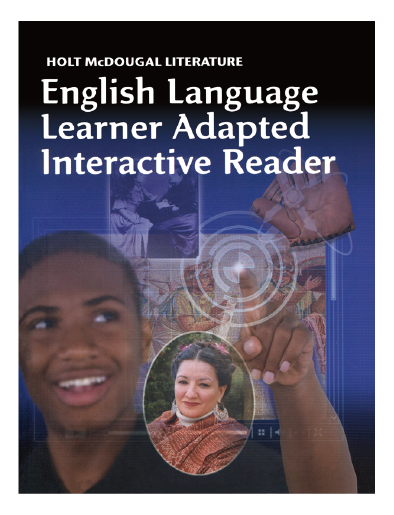 HOLT McDOUGAL LITERATURE
English Language
Learner Adapted
Interactive Reader